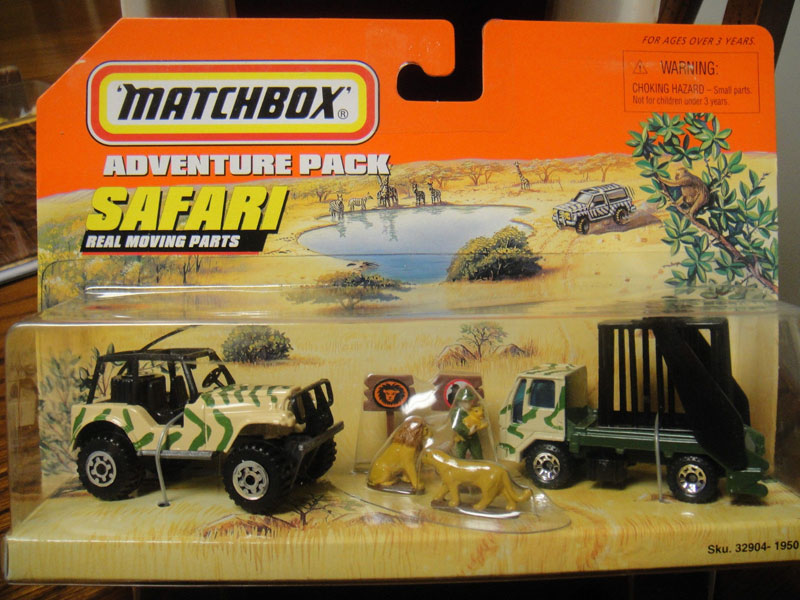 FOR AGES OVER 3 YEARS.
WARNING:
CHOKING HAZARD – Small parts.
Not for children under 3 years.
'MATCHBOX'®
ADVENTURE PACK
SAFARI
REAL MOVING PARTS
Sku. 32904- 1950